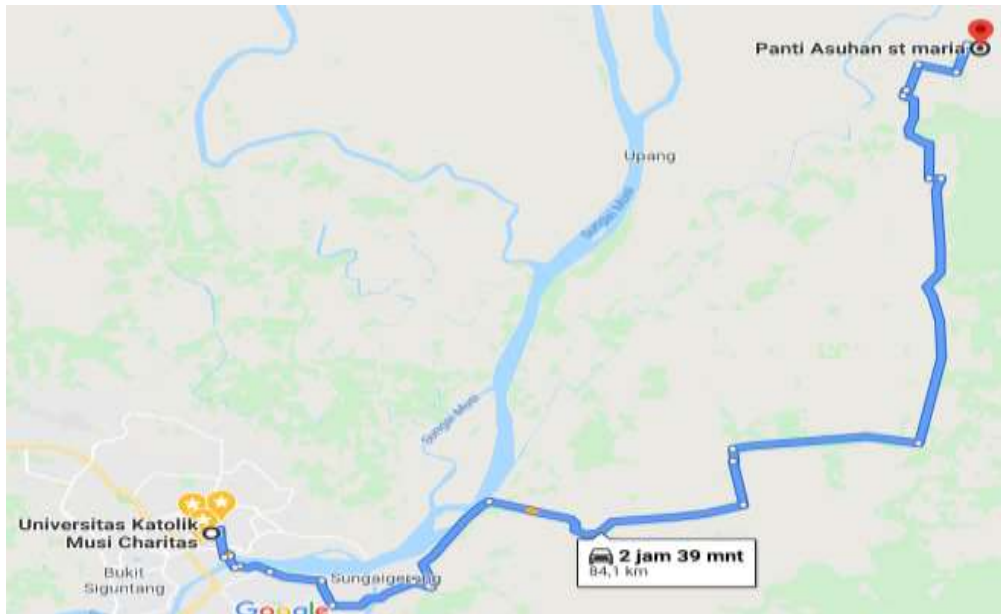 Panti Asuhan st maria
Upang
Sungai Musi
Sungai Musi
Universitas Katolik
Musi Charitas
2 jam 39 mnt
84,1 km
Bukit
Siguntang
Sungaigerong
Google